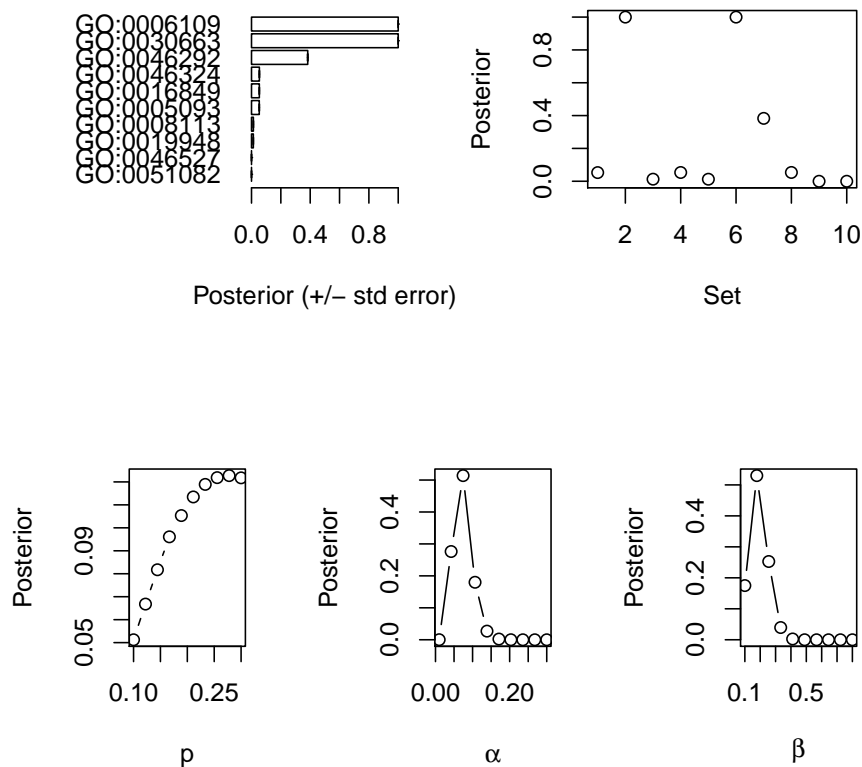 GO:0006109
GO:0030663
GO:0046292
GO:0046324
GO:0016849
GO:0005093
GO:0008113
GO:0019948
GO:0046527
GO:0051082
0.0 0.4 0.8
Posterior (+/− std error)
Posterior
0.0 0.4 0.8
2 4 6 8 10
Set
Posterior
0.05 0.09
0.10 0.25
p
Posterior
0.0 0.2 0.4
0.00 0.20
α
Posterior
0.0 0.2 0.4
0.1 0.5
β